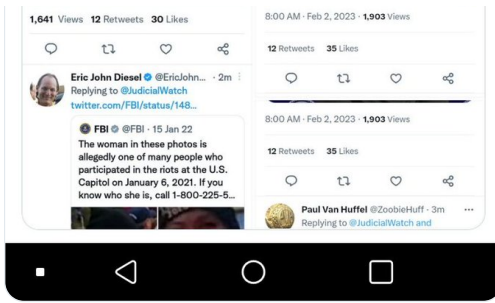 1,641 Views 12 Retweets 30 Likes
Eric John Diesel @EricJohn... · 2m
Replying to @JudicialWatch
twitter.com/FBI/status/148...
FBI @FBI · 15 Jan 22
The woman in these photos is
allegedly one of many people who
participated in the riots at the U.S.
Capitol on January 6, 2021. If you
know who she is, call 1-800-225-5...
8:00 AM · Feb 2, 2023 · 1,903 Views
12 Retweets 35 Likes
8:00 AM · Feb 2, 2023 · 1,903 Views
12 Retweets 35 Likes
Paul Van Huffel @ZoobieHuff · 3m
Replying to @JudicialWatch and